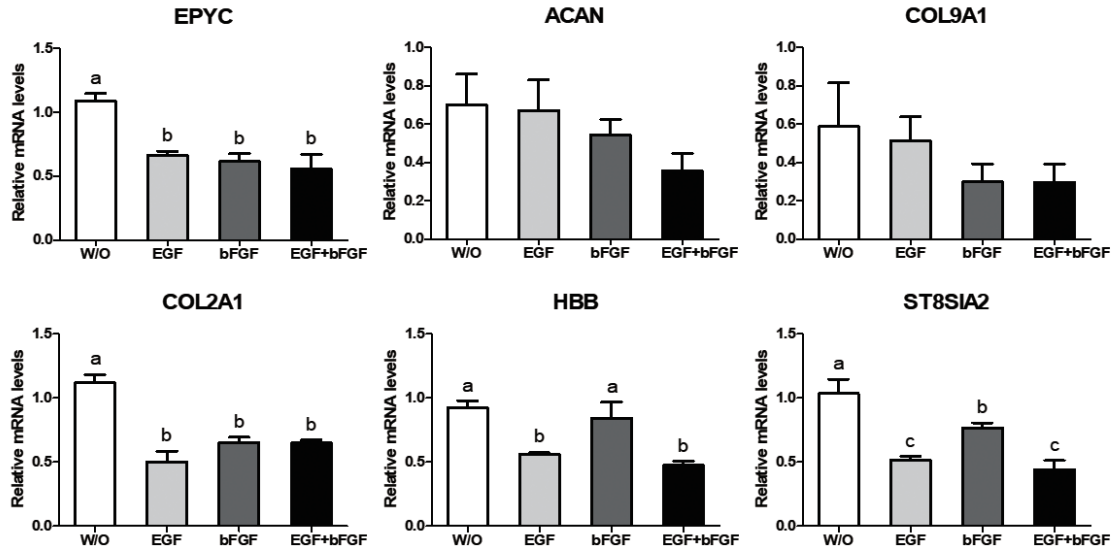 EPYC
Relative mRNA levels
1.5
1.0
0.5
0.0
a
b
b
b
W/O
EGF
bFGF
EGF+bFGF
ACAN
Relative mRNA levels
1.0
0.8
0.6
0.4
0.2
0.0
W/O
EGF
bFGF
EGF+bFGF
COL9A1
Relative mRNA levels
1.0
0.8
0.6
0.4
0.2
0.0
W/O
EGF
bFGF
EGF+bFGF
COL2A1
Relative mRNA levels
1.5
1.0
0.5
0.0
a
b
b
b
W/O
EGF
bFGF
EGF+bFGF
HBB
Relative mRNA levels
1.5
1.0
0.5
0.0
a
b
a
b
W/O
EGF
bFGF
EGF+bFGF
ST8SIA2
Relative mRNA levels
1.5
1.0
0.5
0.0
a
c
b
c
W/O
EGF
bFGF
EGF+bFGF